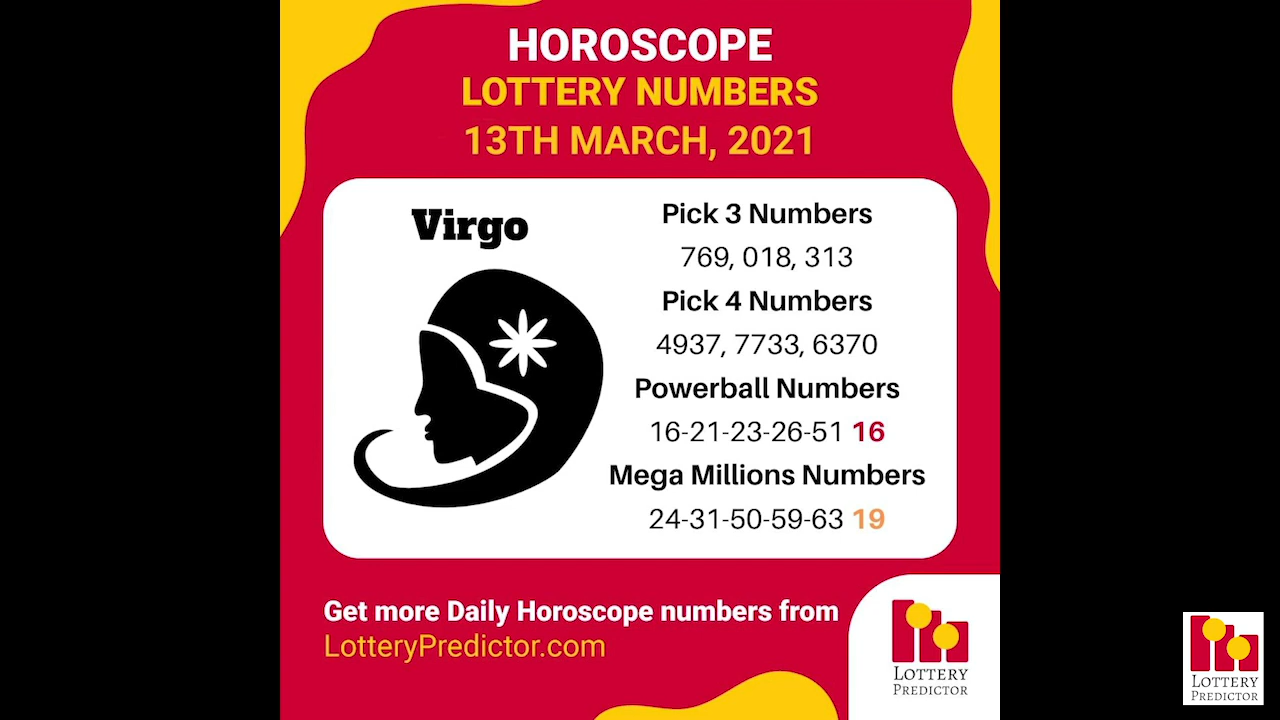 HOROSCOPE
LOTTERY NUMBERS
13TH MARCH, 2021
Virgo
Pick 3 Numbers
769, 018, 313
Pick 4 Numbers
4937, 7733, 6370
Powerball Numbers
16-21-23-26-51 16
Mega Millions Numbers
24-31-50-59-63 19
Get more Daily Horoscope numbers from
LotteryPredictor.com
LOTTERY
PREDICTOR
LOTTERY
PREDICTOR